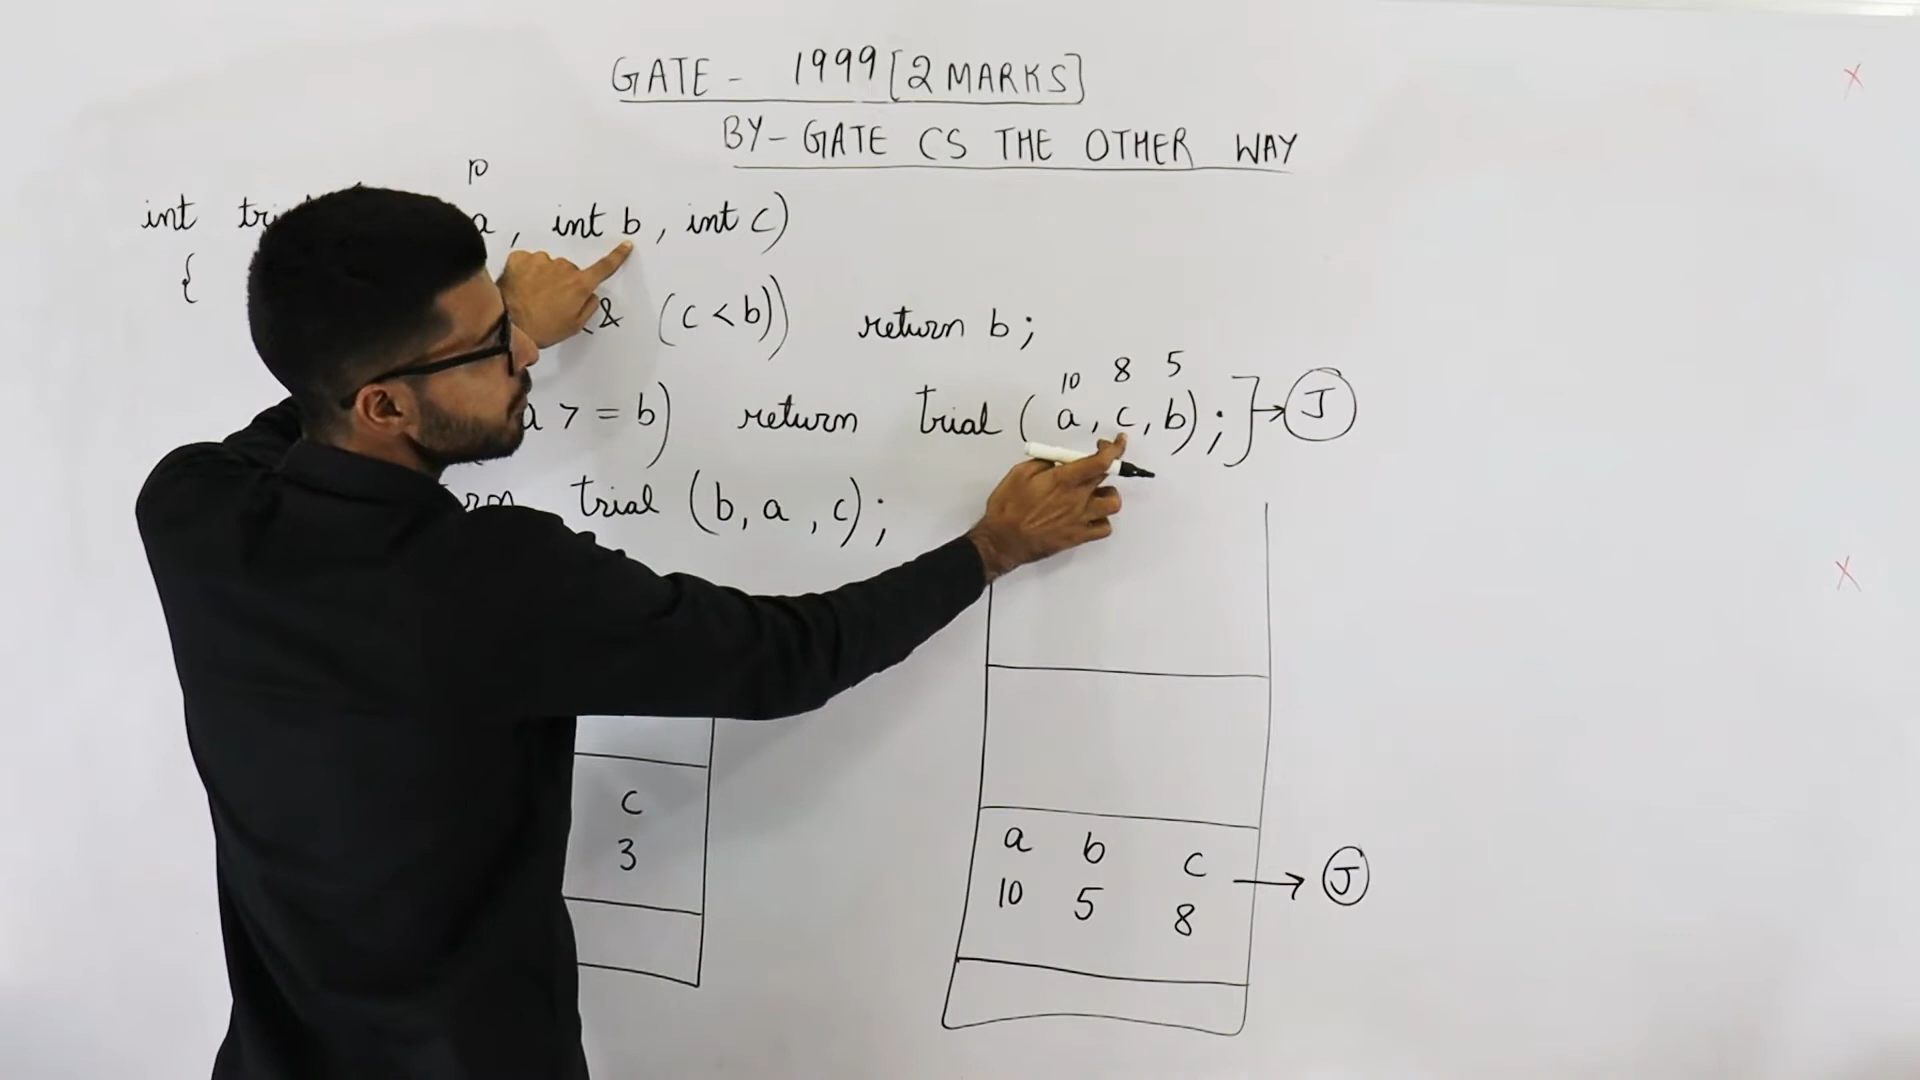 GATE - 1999 [2 MARKS]
BY - GATE CS THE OTHER WAY
10
int a, int b, int c)
{ & (c < b)) return b;
10 8 5
a > = b) return trial (a, c, b); ] → J
trial (b, a, c);
c
3
a b c
10 5 8 → J